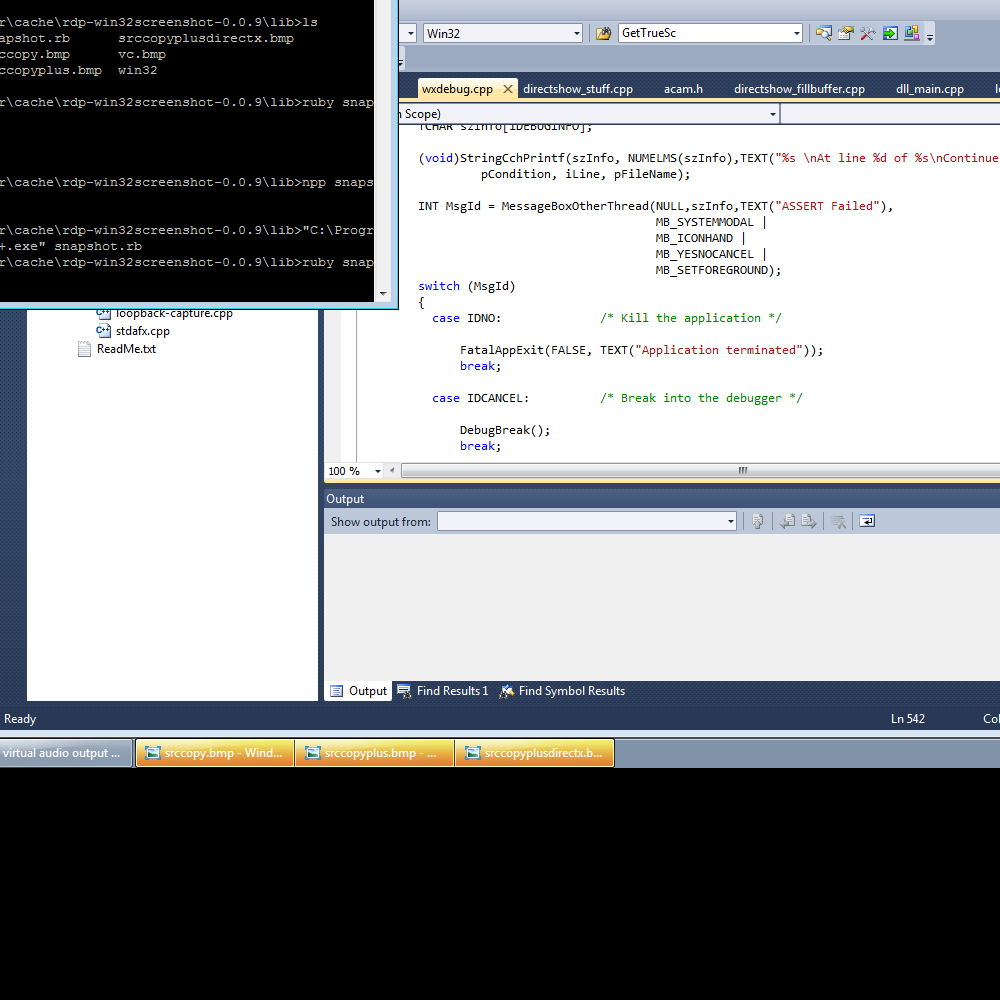 r\cache\rdp-win32screenshot-0.0.9\lib>ls
apshot.rb srccopyplusdirectx.bmp
ccopy.bmp vc.bmp
ccopyplus.bmp win32
r\cache\rdp-win32screenshot-0.0.9\lib>ruby snap
r\cache\rdp-win32screenshot-0.0.9\lib>npp snaps
r\cache\rdp-win32screenshot-0.0.9\lib>"C:\Progr
+.exe" snapshot.rb
r\cache\rdp-win32screenshot-0.0.9\lib>ruby snap
Win32 GetTrueSc
wxdebug.cpp directshow_stuff.cpp acam.h directshow_fillbuffer.cpp dll_main.cpp
Scope)
TCHAR szInfo[iDEBUGINFO];
(void)StringCchPrintf(szInfo, NUMELMS(szInfo),TEXT("%s \nAt line %d of %s\nContinue
pCondition, iLine, pFileName);
INT MsgId = MessageBoxOtherThread(NULL,szInfo,TEXT("ASSERT Failed"),
MB_SYSTEMMODAL |
MB_ICONHAND |
MB_YESNOCANCEL |
MB_SETFOREGROUND);
switch (MsgId)
{
case IDNO: /* Kill the application */
FatalAppExit(FALSE, TEXT("Application terminated"));
break;
case IDCANCEL: /* Break into the debugger */
DebugBreak();
break;
100 %
loopback-capture.cpp
stdafx.cpp
ReadMe.txt
Output
Show output from:
Output Find Results 1 Find Symbol Results
Ready Ln 542 Col
virtual audio output ... srccopy.bmp - Wind... srccopyplus.bmp - ... srccopyplusdirectx.b...